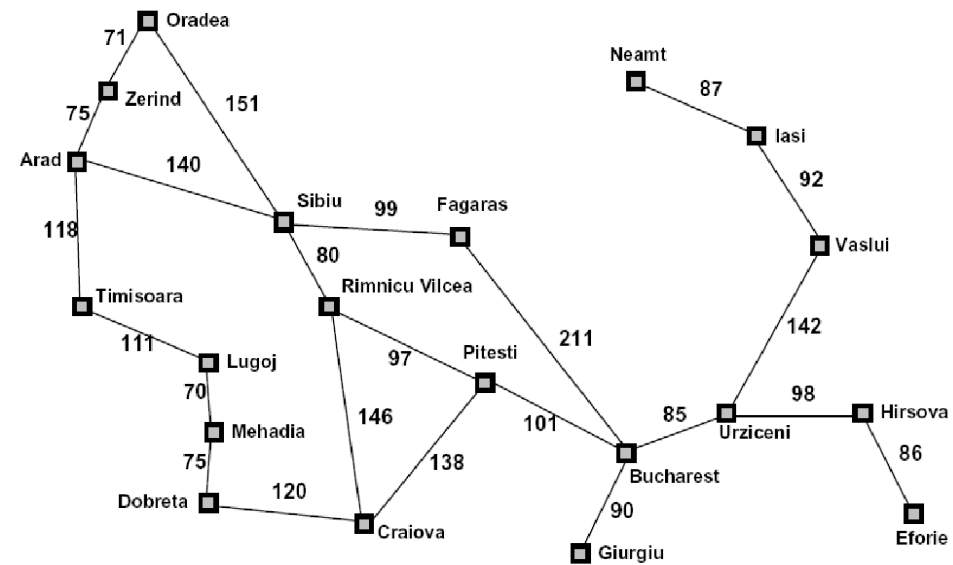 Oradea
71
Neamt
87
Zerind
75
151
Iasi
Arad
140
92
Sibiu
99
Fagaras
118
80
Vaslui
Rimnicu Vilcea
Timisoara
142
211
111
Lugoj
97
Pitesti
70
98
146
101
85
Hirsova
Mehadia
Urziceni
86
75
138
Bucharest
Dobreta
120
90
Craiova
Eforie
Giurgiu